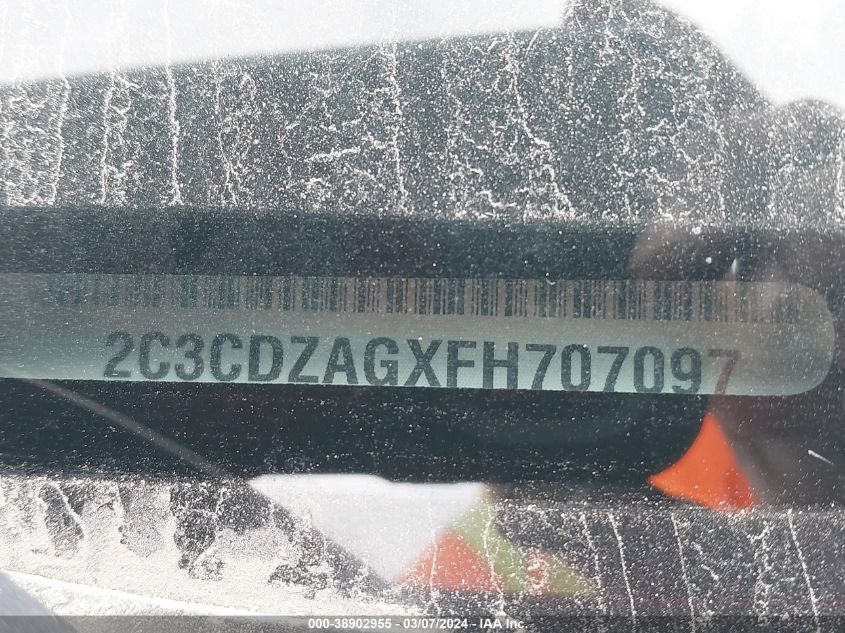 2C3CDZAGXFH707097
000-38902955 - 03/07/2024 - IAA Inc.